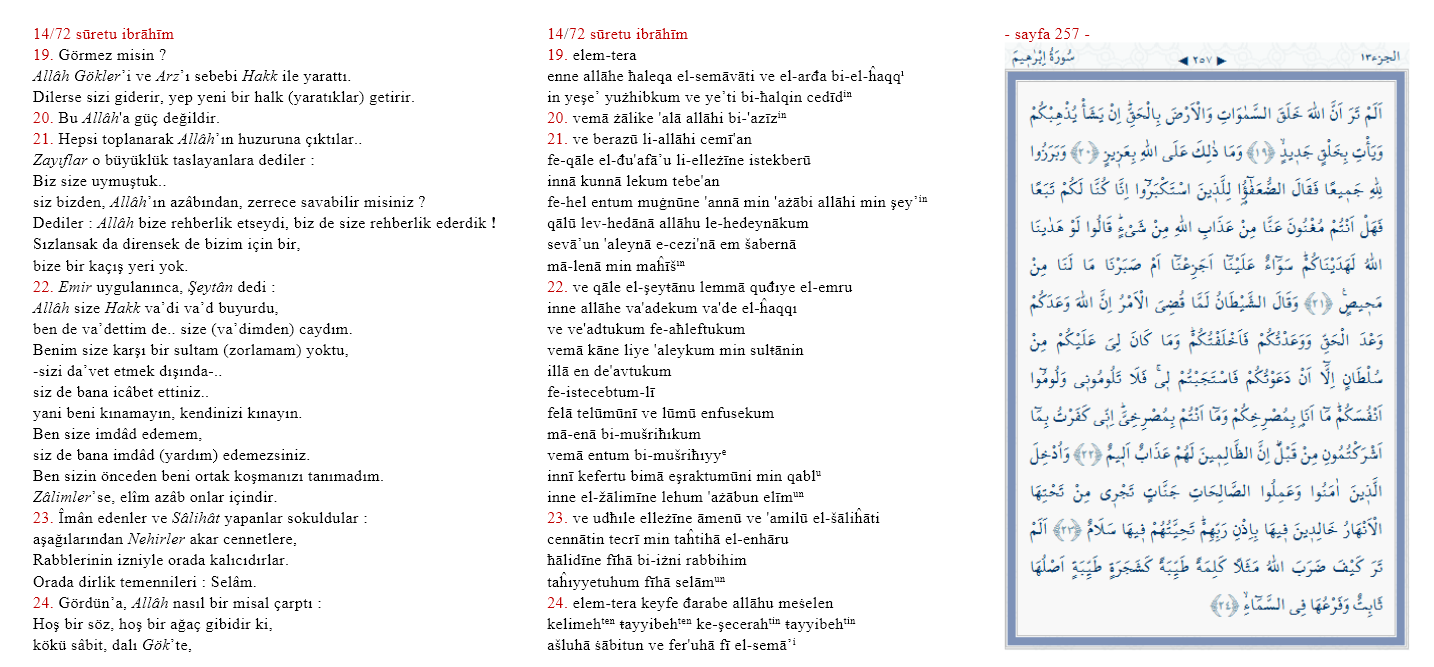 14/72 sūretu ibrāhīm
19. Görmez misin ?
Allâh Gökler’i ve Arz’ı sebebi Hakk ile yarattı.
Dilerse sizi giderir, yep yeni bir halk (yaratıklar) getirir.
20. Bu Allâh'a güç değildir.
21. Hepsi toplanarak Allâh’ın huzuruna çıktılar..
Zayıflar o büyüklük taslayanlara dediler :
Biz size uymuştuk..
siz bizden, Allâh’ın azâbından, zerrece savabilir misiniz ?
Dediler : Allâh bize rehberlik etseydi, biz de size rehberlik ederdik !
Sızlansak da dirensek de bizim için bir,
bize bir kaçış yeri yok.
22. Emir uygulanınca, Şeytân dedi :
Allâh size Hakk va’di va’d buyurdu,
ben de va’dettim de.. size (va’dimden) caydım.
Benim size karşı bir sultam (zorlamam) yoktu,
-sizi da’vet etmek dışında-..
siz de bana icâbet ettiniz..
yani beni kınamayın, kendinizi kınayın.
Ben size imdâd edemem,
siz de bana imdâd (yardım) edemezsiniz.
Ben sizin önceden beni ortak koşmanızı tanımadım.
Zâlimler’se, elîm azâb onlar içindir.
23. Îmân edenler ve Sâlihât yapanlar sokuldular :
aşağılarından Nehirler akar cennetlere,
Rabblerinin izniyle orada kalıcıdırlar.
Orada dirlik temennileri : Selâm.
24. Gördün’a, Allâh nasıl bir misal çarptı :
Hoş bir söz, hoş bir ağaç gibidir ki,
kökü sâbit, dalı Gök’te,
14/72 sūretu ibrāhīm
19. elem-tera
enne allāhe ħaleqa el-semāvāti ve el-arđa bi-el-ĥaqqⁱ
in yeşe’ yużhibkum ve ye’ti bi-ħalqin cedīdⁱⁿ
20. vemā żālike 'alā allāhi bi-'azīzⁱⁿ
21. ve berazū li-allāhi cemī'an
fe-qāle el-đu'afā’u li-elleżīne istekberū
innā kunnā lekum tebe'an
fe-hel entum muġnūne 'annā min 'ażābi allāhi min şey’ⁱⁿ
qālū lev-hedānā allāhu le-hedeynākum
sevā’un 'aleynā e-cezi'nā em šabernā
mā-lenā min maĥīšⁱⁿ
22. ve qāle el-şeyŧānu lemmā quđıye el-emru
inne allāhe va'adekum va'de el-ĥaqqı
ve ve'adtukum fe-aħleftukum
vemā kāne liye 'aleykum min sulŧānin
illā en de'avtukum
fe-istecebtum-lī
felā telūmūnī ve lūmū enfusekum
mā-enā bi-mušriħıkum
vemā entum bi-mušriħıyyᵉ
innī kefertu bimā eşraktumūni min qablᵘ
inne el-žālimīne lehum 'ażābun elīmᵘⁿ
23. ve udħıle elleżīne āmenū ve 'amilū el-šāliĥāti
cennātin tecrī min taĥtihā el-enhāru
ħālidīne fīhā bi-iżni rabbihim
taĥıyyetuhum fīhā selāmᵘⁿ
24. elem-tera keyfe đarabe allāhu meśelen
kelimehᵗᵉⁿ ŧayyibehᵗᵉⁿ ke-şecerahᵗⁱⁿ ŧayyibehᵗⁱⁿ
ašluhā śābitun ve fer'uhā fī el-semā’ⁱ
- sayfa 257 -
سُورَةُ اِبْرٰه۪يمَ ◀ ٢٥٧ ▶ الجزء١٣
اَلَمْ تَرَ اَنَّ اللّٰهَ خَلَقَ السَّمٰوَاتِ وَالْاَرْضَ بِالْحَقِّۜ اِنْ يَشَأْ يُذْهِبْكُمْ
وَيَأْتِ بِخَلْقٍ جَد۪يدٍۙ ﴿١٩﴾ وَمَا ذٰلِكَ عَلَى اللّٰهِ بِعَز۪يزٍ ﴿٢٠﴾ وَبَرَزُوا
لِلّٰهِ جَم۪يعًا فَقَالَ الضُّعَفٰٓؤُ۬ا لِلَّذ۪ينَ اسْتَكْبَرُٓوا اِنَّا كُنَّا لَكُمْ تَبَعًا
فَهَلْ اَنْتُمْ مُغْنُونَ عَنَّا مِنْ عَذَابِ اللّٰهِ مِنْ شَيْءٍۜ قَالُوا لَوْ هَدٰينَا
اللّٰهُ لَهَدَيْنَاكُمْۜ سَوَٓاءٌ عَلَيْنَٓا اَجَزِعْنَٓا اَمْ صَبَرْنَا مَا لَنَا مِنْ
مَح۪يصٍ۟ ﴿٢١﴾ وَقَالَ الشَّيْطَانُ لَمَّا قُضِيَ الْاَمْرُ اِنَّ اللّٰهَ وَعَدَكُمْ
وَعْدَ الْحَقِّ وَوَعَدْتُكُمْ فَاَخْلَفْتُكُمْۜ وَمَا كَانَ لِيَ عَلَيْكُمْ مِنْ
سُلْطَانٍ اِلَّٓا اَنْ دَعَوْتُكُمْ فَاسْتَجَبْتُمْ ل۪يۚ فَلَا تَلُومُون۪ي وَلُومُٓوا
اَنْفُسَكُمْۜ مَٓا اَنَا۬ بِمُصْرِخِكُمْ وَمَٓا اَنْتُمْ بِمُصْرِخِيَّۜ اِنّ۪ي كَفَرْتُ بِمَٓا
اَشْرَكْتُمُونِ مِنْ قَبْلُۜ اِنَّ الظَّالِم۪ينَ لَهُمْ عَذَابٌ اَل۪يمٌ ﴿٢٢﴾ وَاُدْخِلَ
الَّذ۪ينَ اٰمَنُوا وَعَمِلُوا الصَّالِحَاتِ جَنَّاتٍ تَجْر۪ي مِنْ تَحْتِهَا
الْاَنْهَارُ خَالِد۪ينَ ف۪يهَا بِاِذْنِ رَبِّهِمْۜ تَحِيَّتُهُمْ ف۪يهَا سَلَامٌ ﴿٢٣﴾ اَلَمْ
تَرَ كَيْفَ ضَرَبَ اللّٰهُ مَثَلًا كَلِمَةً طَيِّبَةً كَشَجَرَةٍ طَيِّبَةٍ اَصْلُهَا
ثَابِتٌ وَفَرْعُهَا فِي السَّمَٓاءِۙ ﴿٢٤﴾